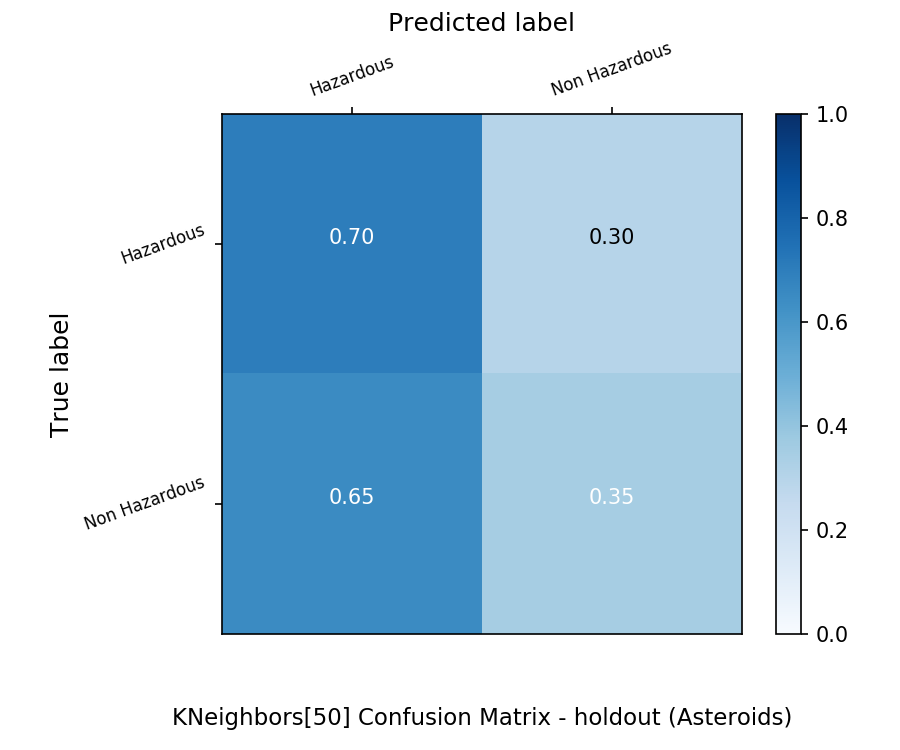 Predicted label
Hazardous
Non Hazardous
1.0
0.8
0.6
0.4
0.2
0.0
True label
Hazardous
0.70
0.30
Non Hazardous
0.65
0.35
KNeighbors[50] Confusion Matrix - holdout (Asteroids)